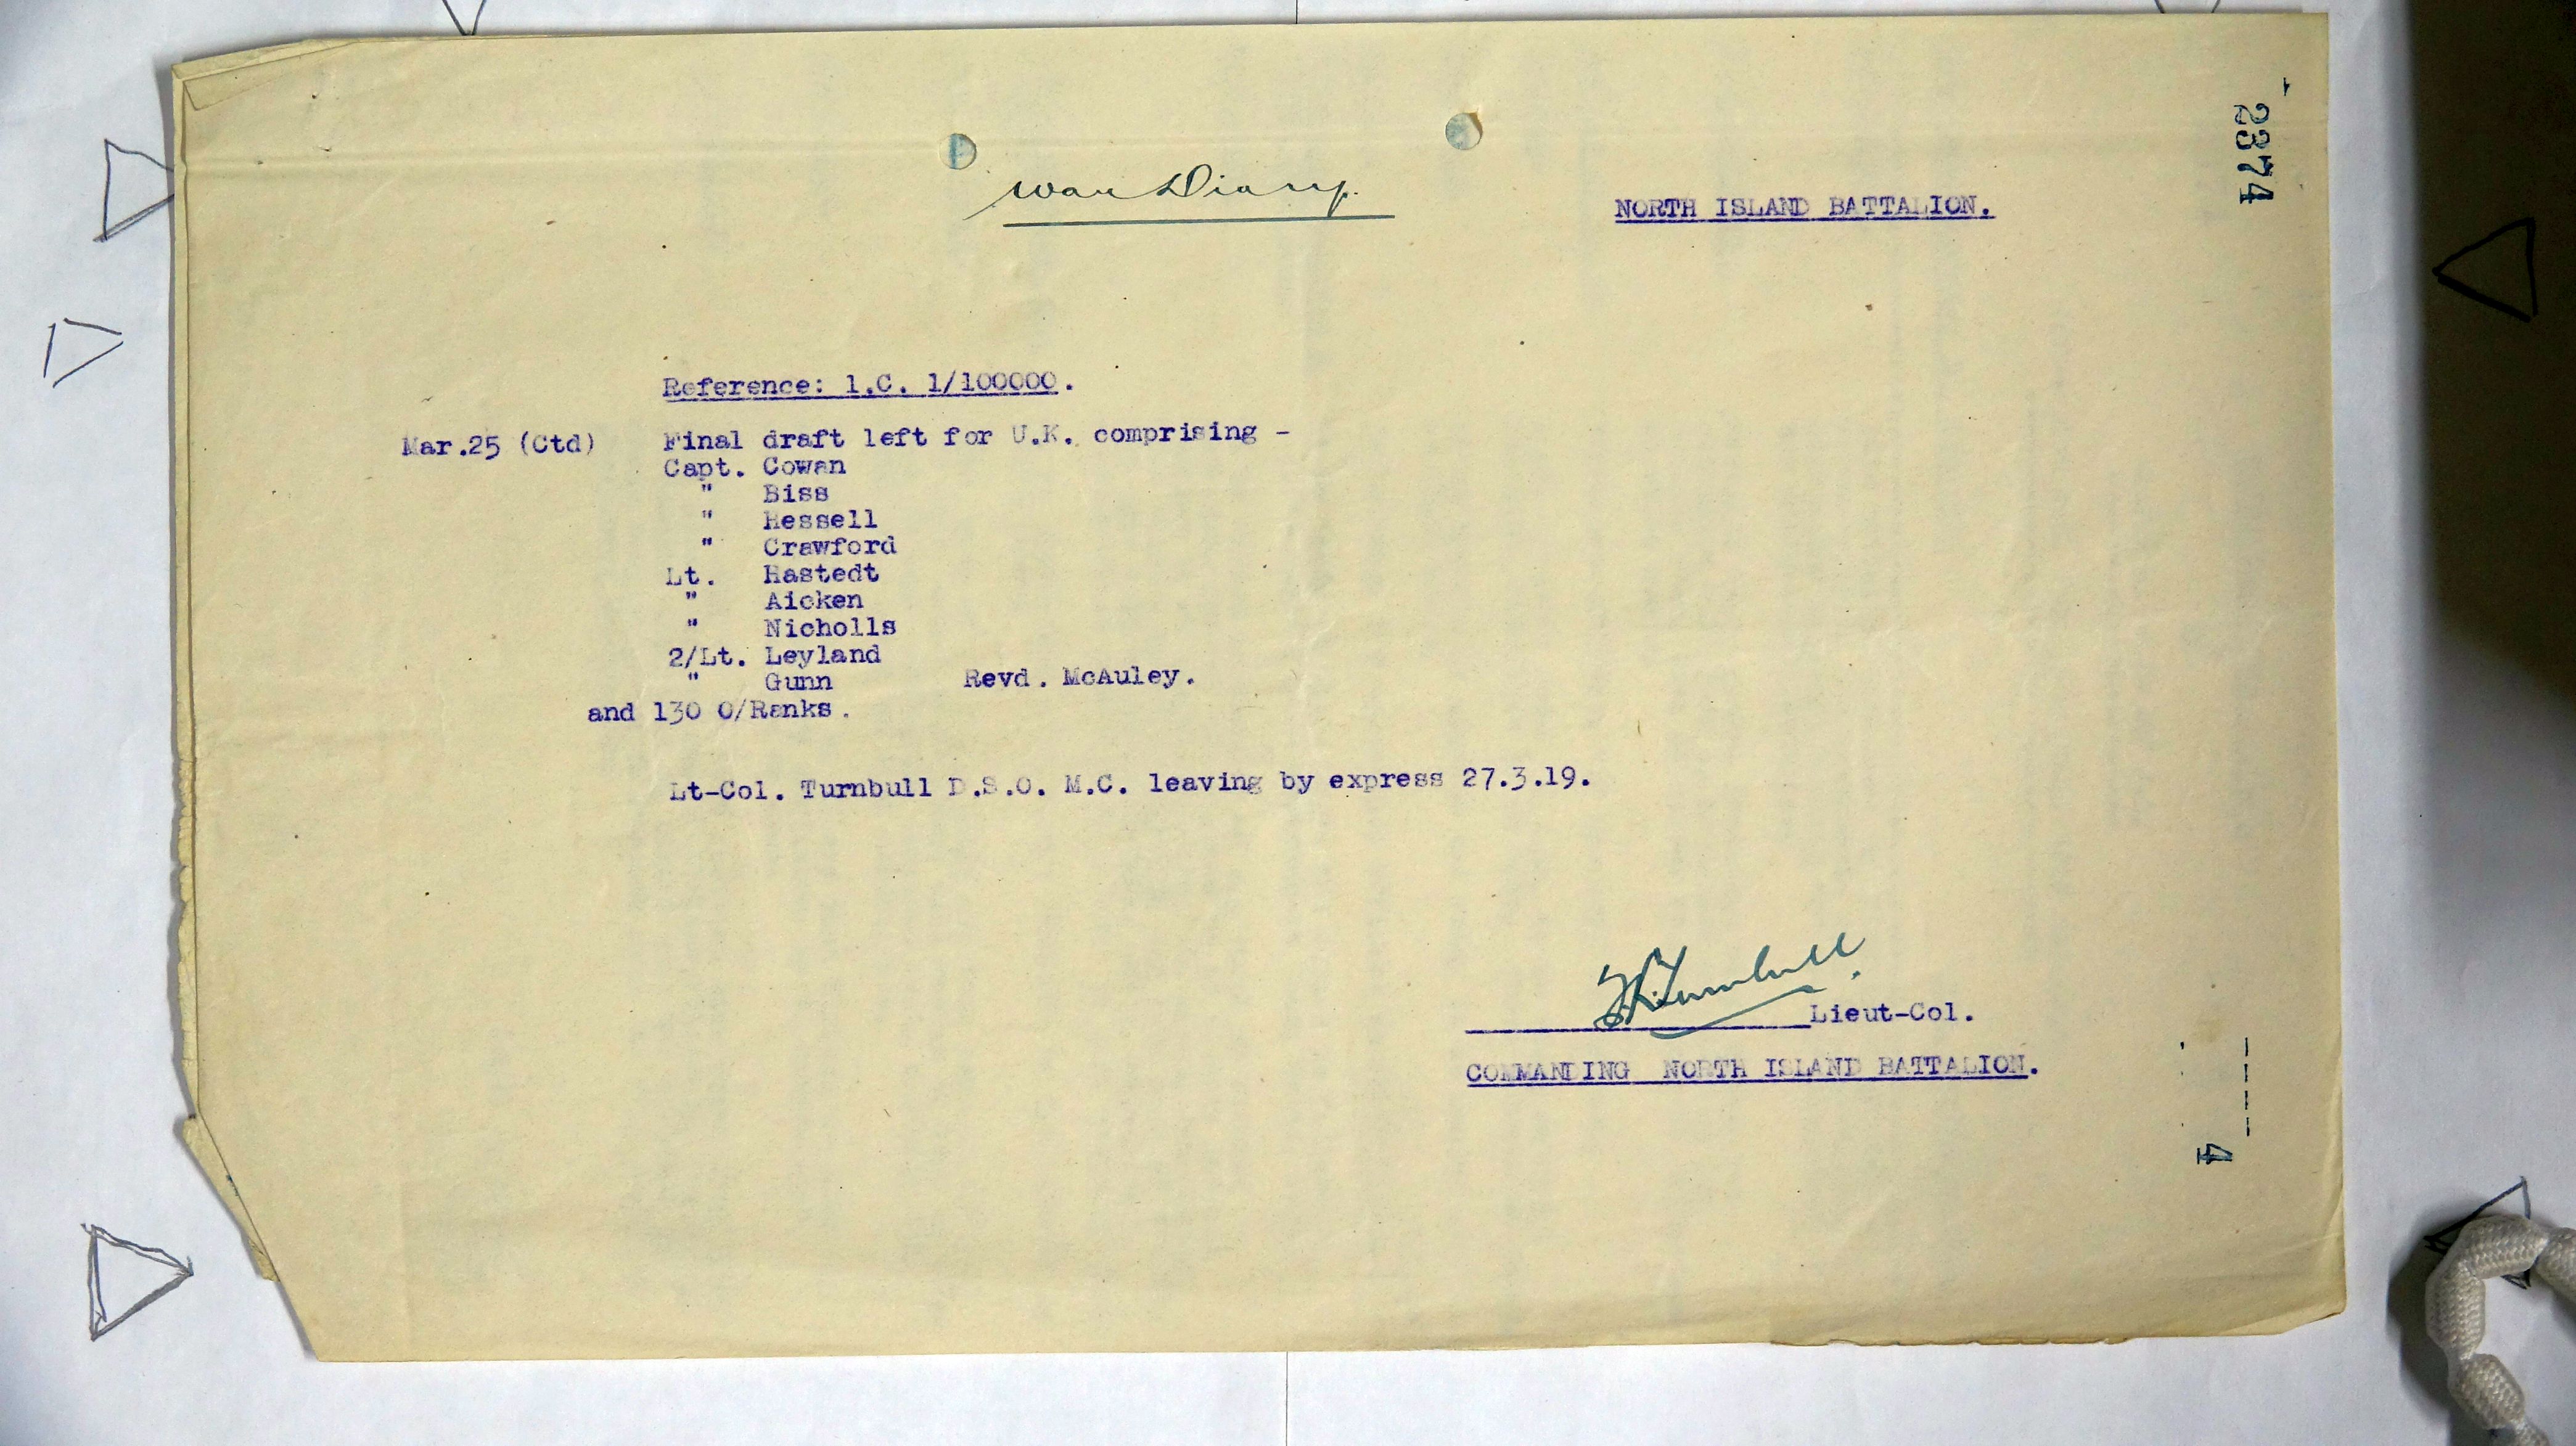 War Diary.
NORTH ISLAND BATTALION.
2374
Reference: 1.C. 1/100000.
Mar.25 (Ctd) Final draft left for U.K. comprising -
Capt. Cowan
" Biss
" Hessell
" Crawford
Lt. Hastedt
" Aicken
" Nicholls
2/Lt. Leyland
" Gunn Revd. McAuley.
and 130 O/Ranks.
Lt-Col. Turnbull D.S.O. M.C. leaving by express 27.3.19.
Turnbull
Lieut-Col.
COMMANDING NORTH ISLAND BATTALION.
4